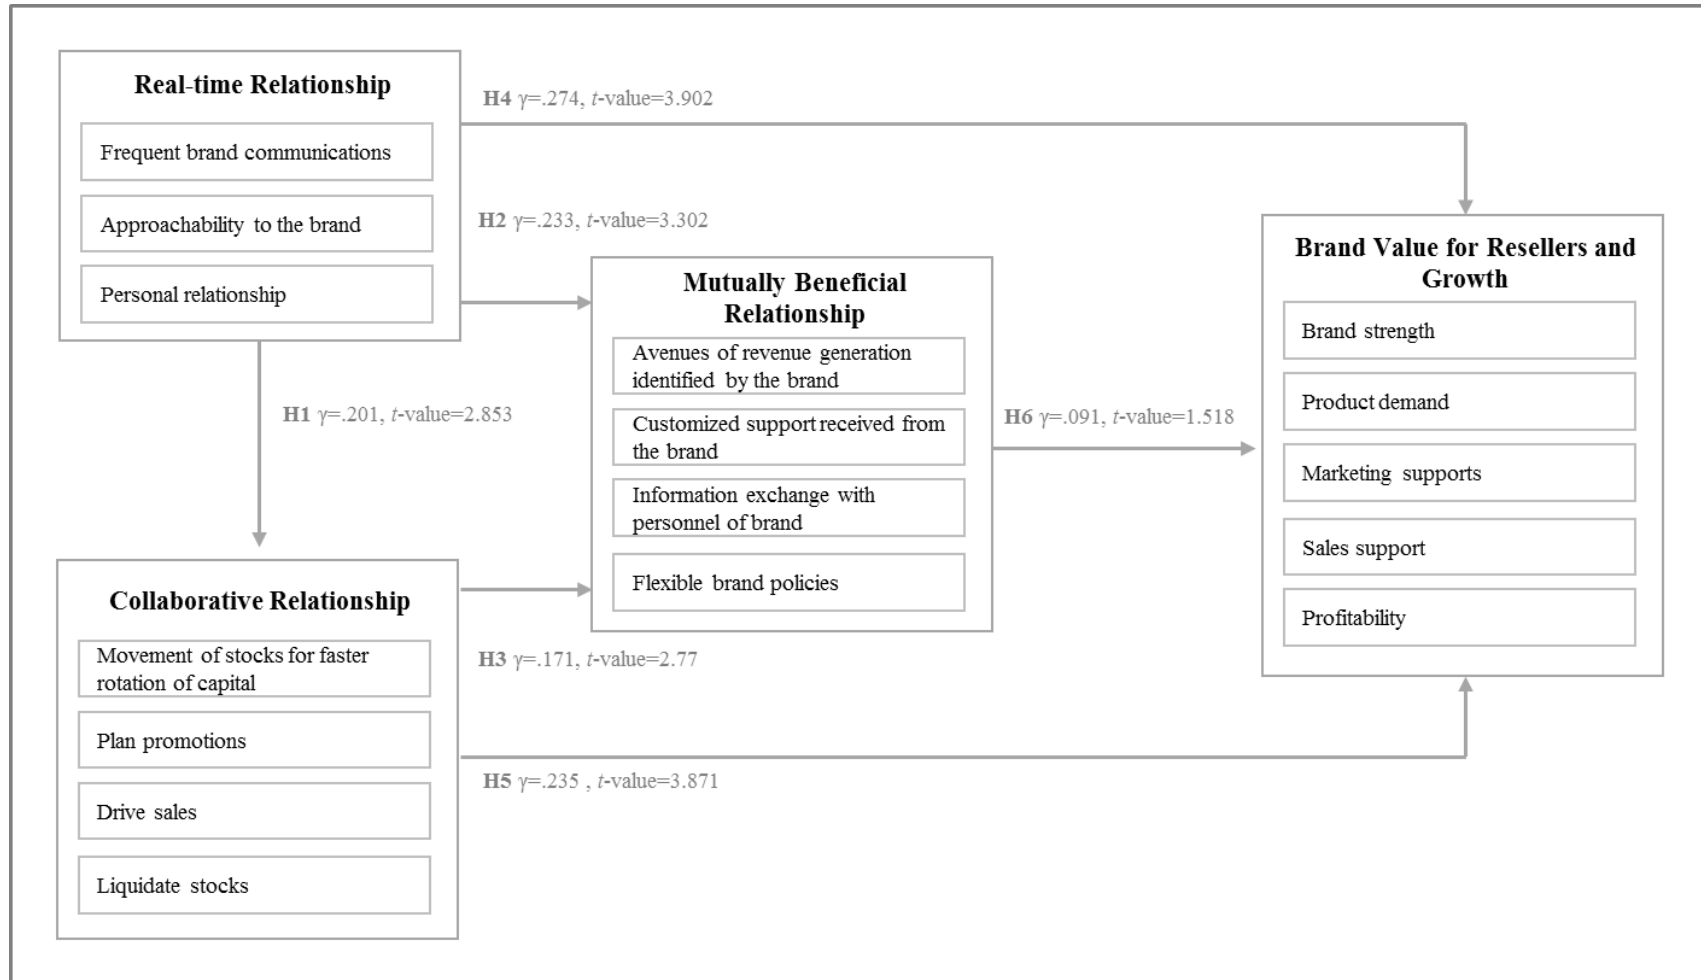 Real-time Relationship
Frequent brand communications
Approachability to the brand
Personal relationship
H4 γ=.274, t-value=3.902
H2 γ=.233, t-value=3.302
H1 γ=.201, t-value=2.853
Mutually Beneficial
Relationship
Avenues of revenue generation
identified by the brand
Customized support received from
the brand
Information exchange with
personnel of brand
Flexible brand policies
H6 γ=.091, t-value=1.518
Brand Value for Resellers and
Growth
Brand strength
Product demand
Marketing supports
Sales support
Profitability
Collaborative Relationship
Movement of stocks for faster
rotation of capital
Plan promotions
Drive sales
Liquidate stocks
H3 γ=.171, t-value=2.77
H5 γ=.235 , t-value=3.871